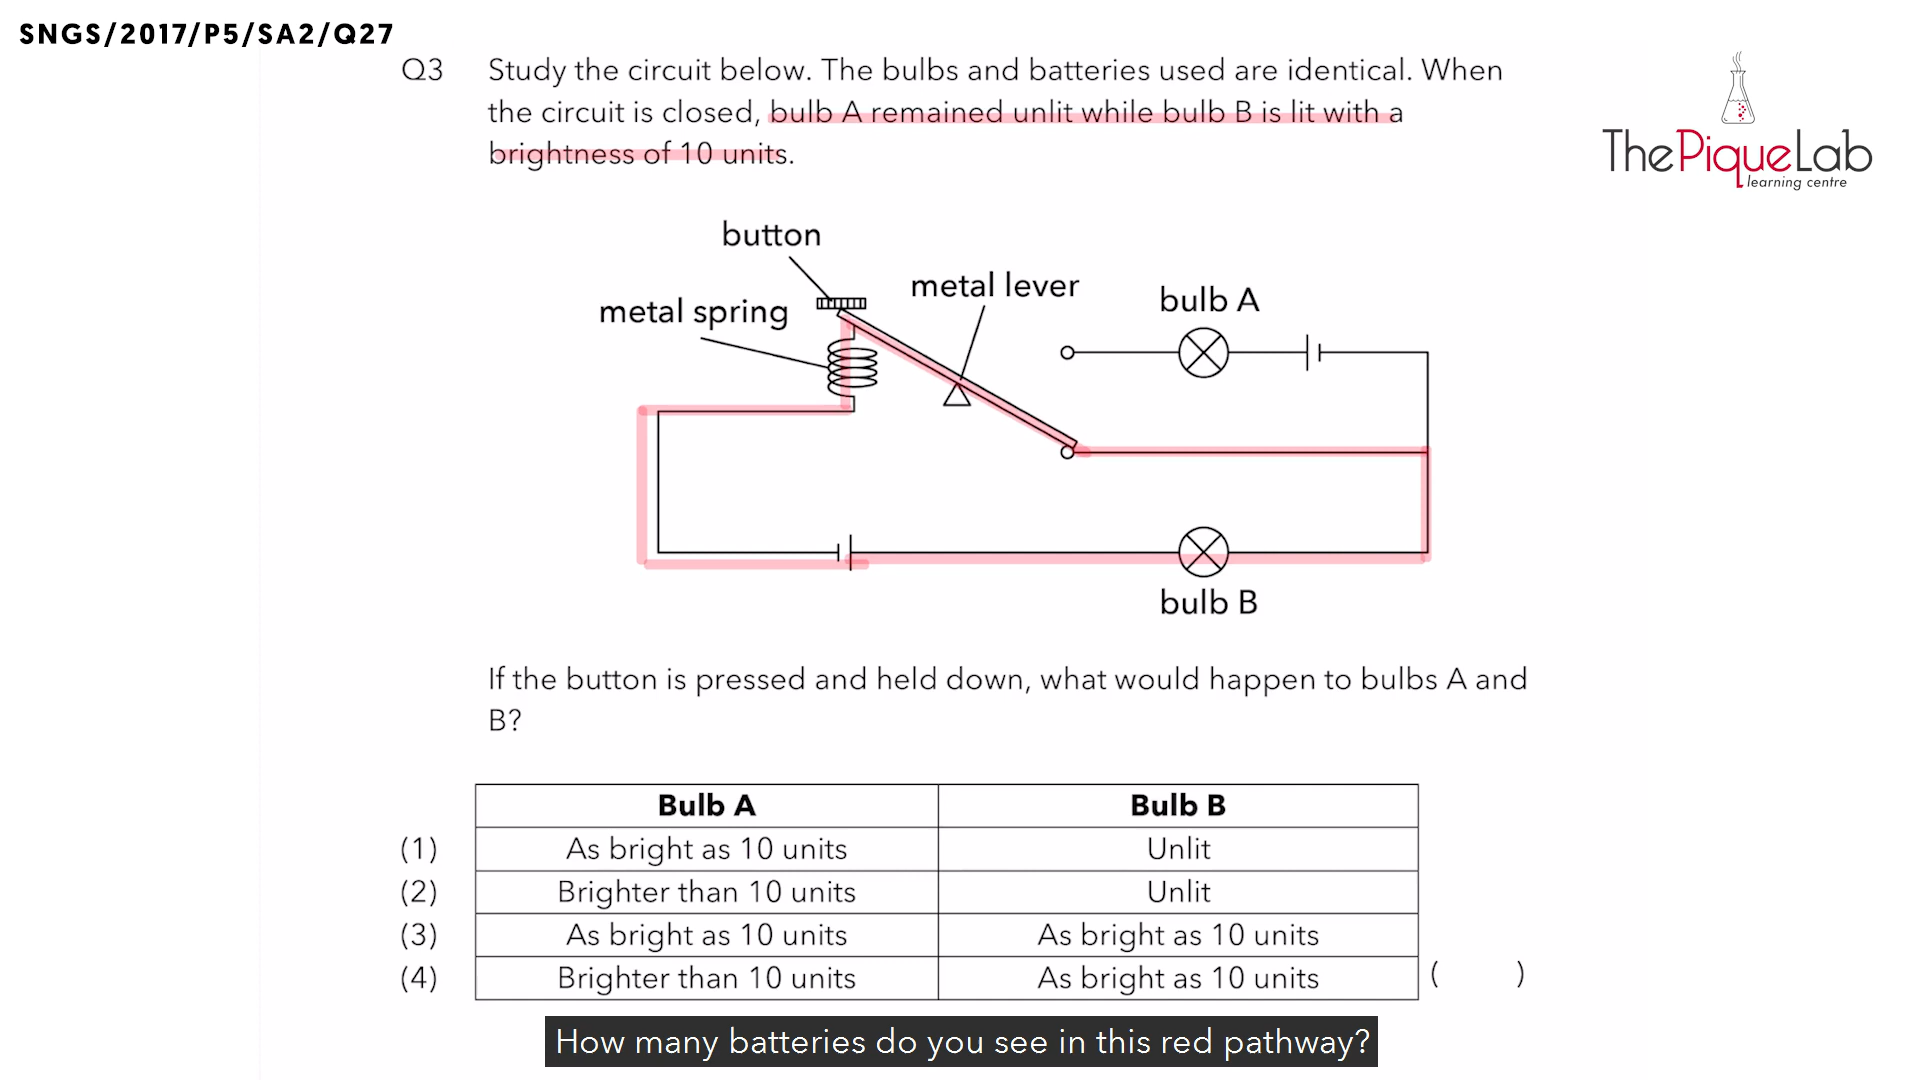 SNGS/2017/P5/SA2/Q27
Q3 Study the circuit below. The bulbs and batteries used are identical. When
the circuit is closed, bulb A remained unlit while bulb B is lit with a
brightness of 10 units.
ThePiqueLab
learning centre
button
metal lever
bulb A
metal spring
bulb B
If the button is pressed and held down, what would happen to bulbs A and
B?
Bulb A Bulb B
(1) As bright as 10 units Unlit
(2) Brighter than 10 units Unlit
(3) As bright as 10 units As bright as 10 units
(4) Brighter than 10 units As bright as 10 units ( )
How many batteries do you see in this red pathway?